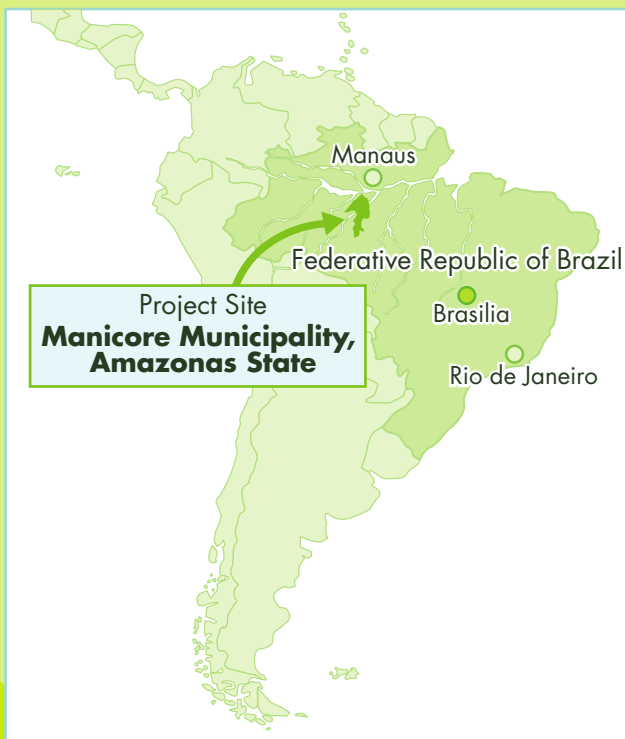 Manaus
Federative Republic of Brazil
Brasilia
Project Site
Manicore Municipality,
Amazonas State
Rio de Janeiro